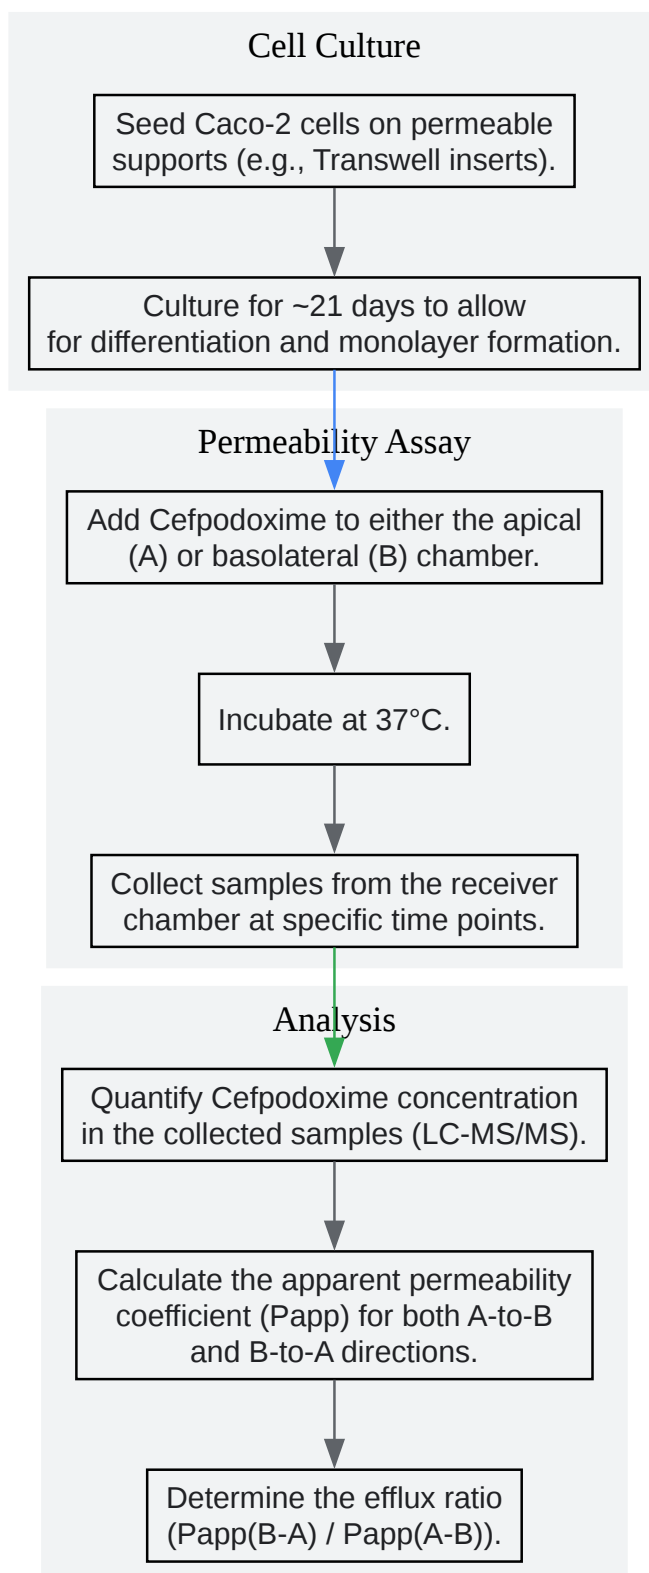 Cell Culture
Seed Caco-2 cells on permeable
supports (e.g., Transwell inserts).
Culture for ~21 days to allow
for differentiation and monolayer formation.
Permeability Assay
Add Cefpodoxime to either the apical
(A) or basolateral (B) chamber.
Incubate at 37°C.
Collect samples from the receiver
chamber at specific time points.
Analysis
Quantify Cefpodoxime concentration
in the collected samples (LC-MS/MS).
Calculate the apparent permeability
coefficient (Papp) for both A-to-B
and B-to-A directions.
Determine the efflux ratio
(Papp(B-A) / Papp(A-B)).